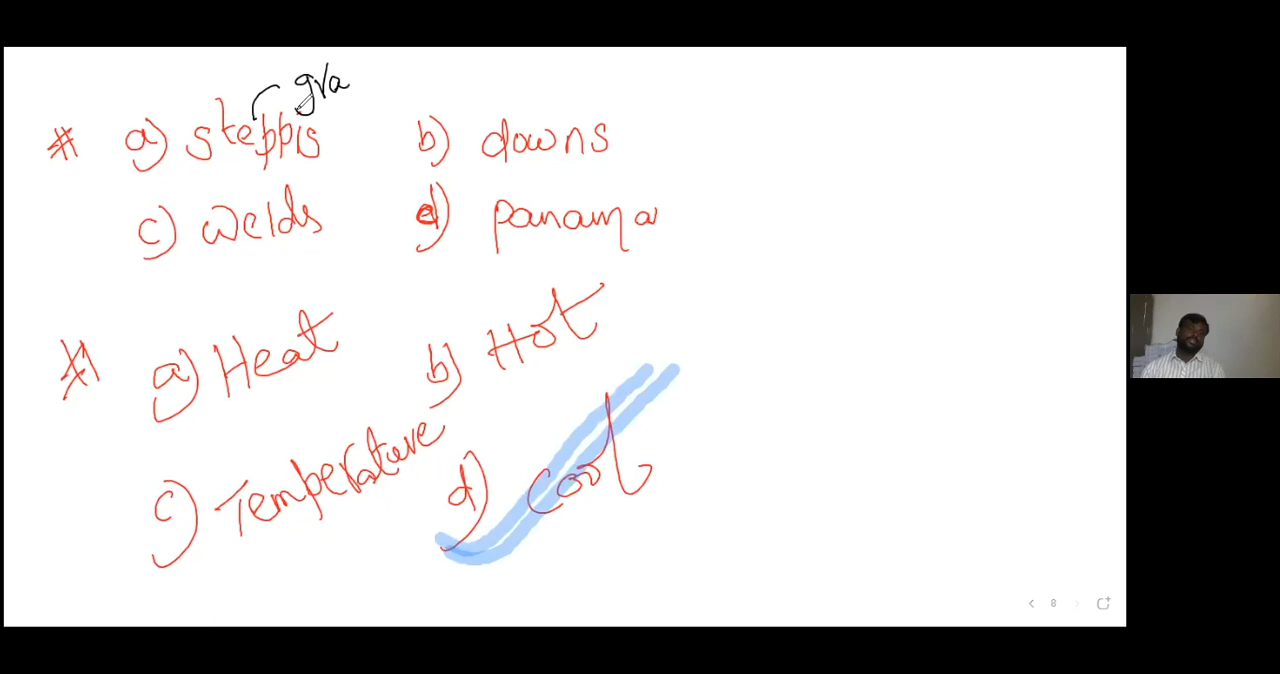 gra
# a) steppis b) downs
c) welds d) panama
# a) Heat b) Hot
c) Temperature d) cool
8